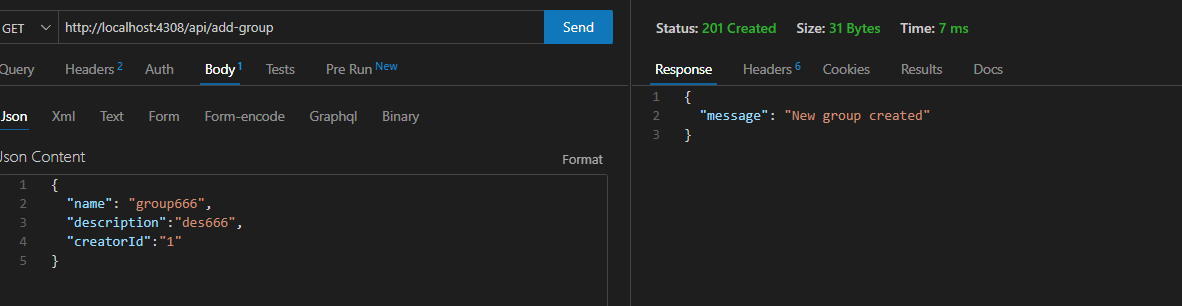 GET http://localhost:4308/api/add-group Send
Query Headers 2 Auth Body 1 Tests Pre Run New
Json Xml Text Form Form-encode Graphql Binary
Json Content
Format
1 {
2 "name": "group666",
3 "description":"des666",
4 "creatorId":"1"
5 }
Status: 201 Created Size: 31 Bytes Time: 7 ms
Response Headers 6 Cookies Results Docs
1 {
2 "message": "New group created"
3 }